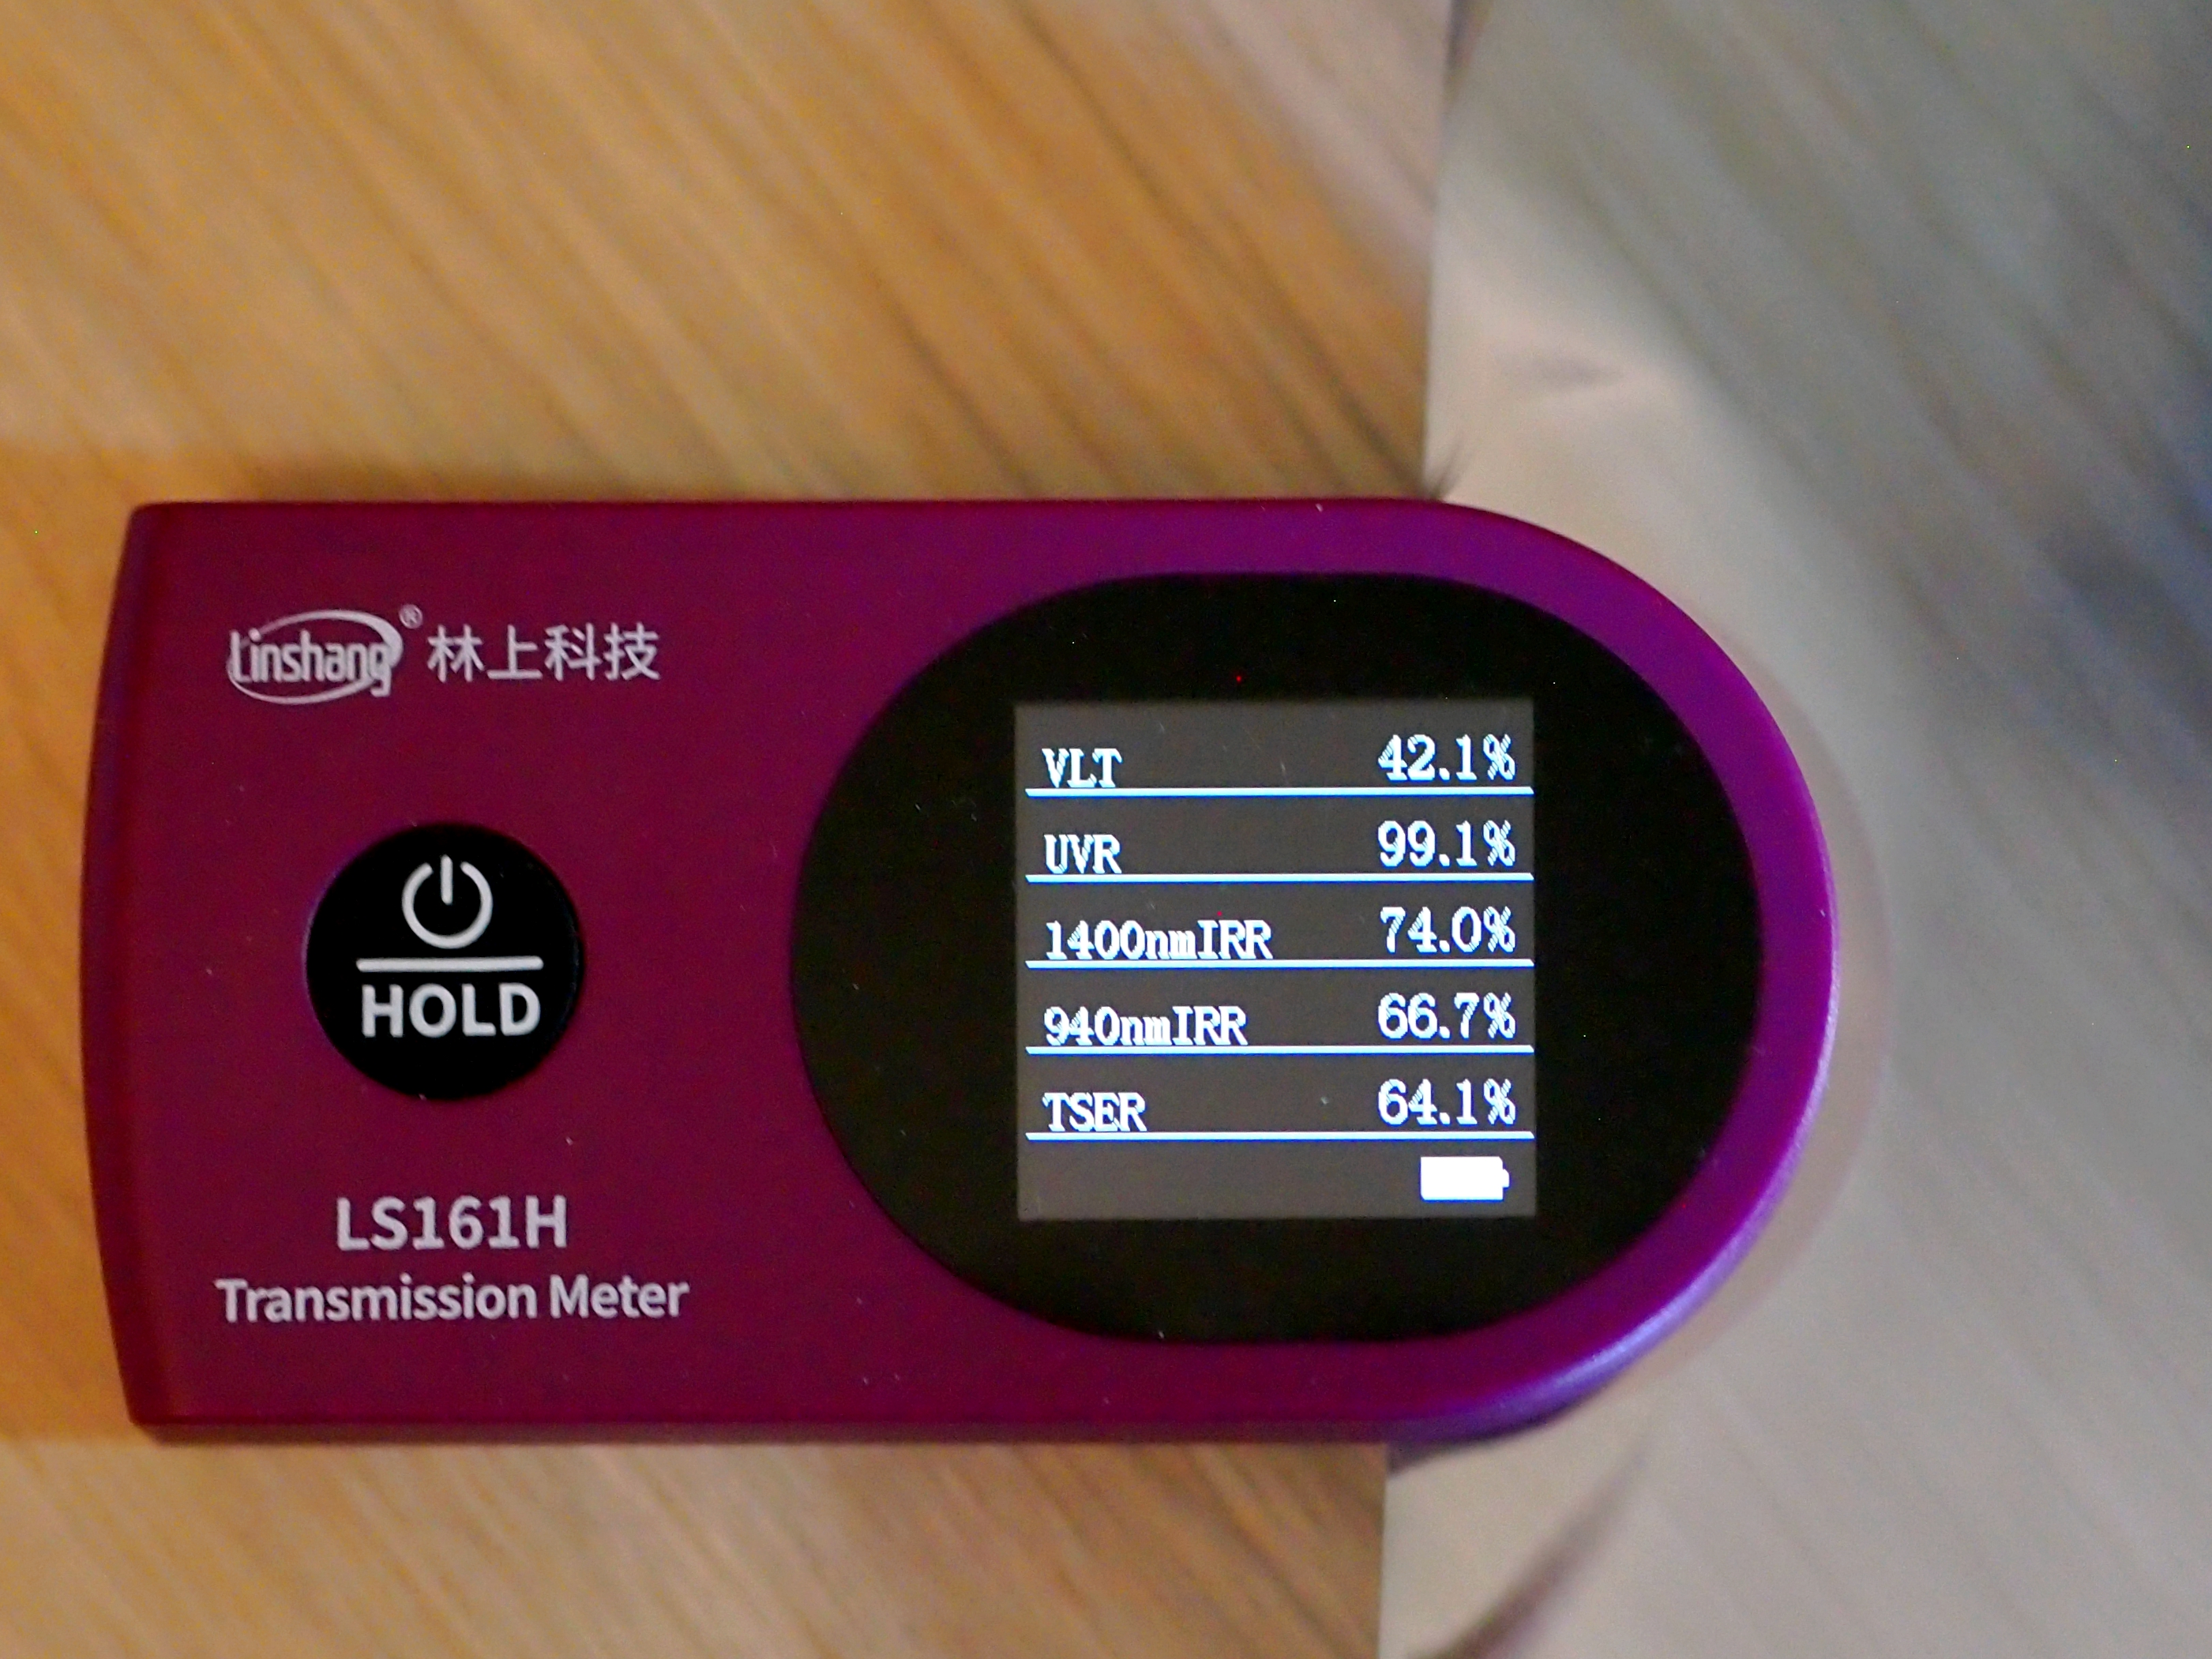 Linshang® 林上科技
HOLD
LS161H
Transmission Meter
VLT 42.1%
UVR 99.1%
1400nmIRR 74.0%
940nmIRR 66.7%
TSER 64.1%